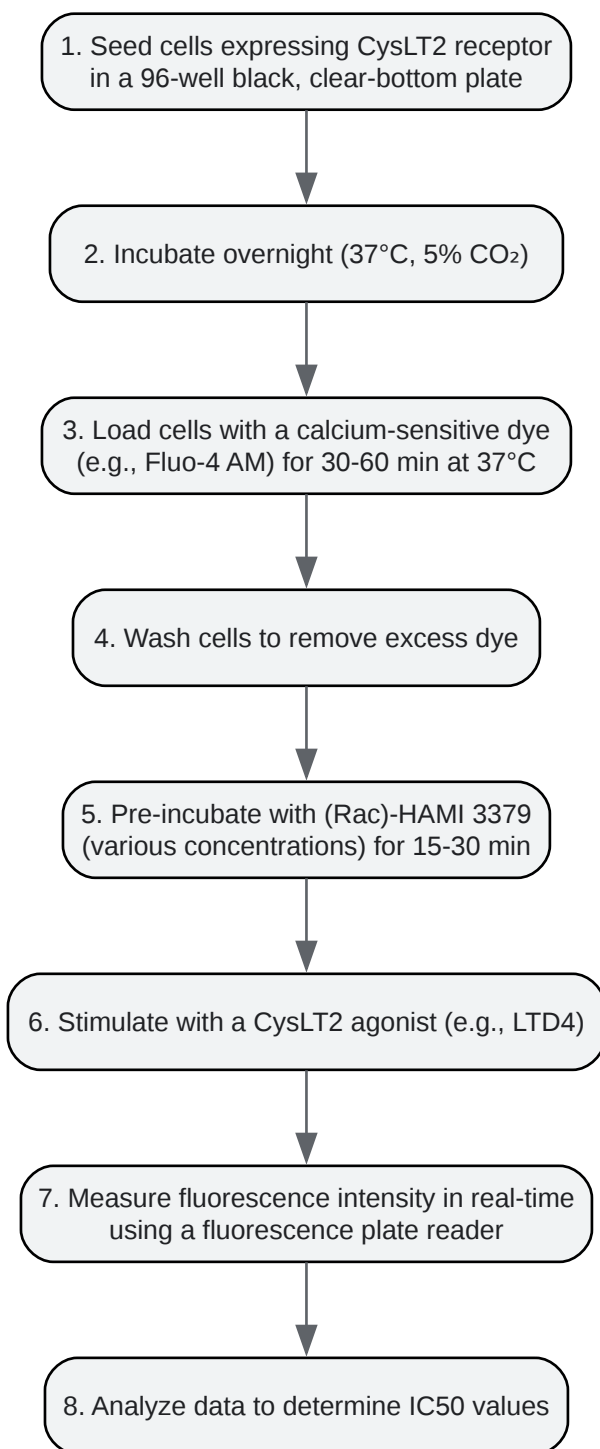 1. Seed cells expressing CysLT2 receptor
in a 96-well black, clear-bottom plate
2. Incubate overnight (37°C, 5% CO₂)
3. Load cells with a calcium-sensitive dye
(e.g., Fluo-4 AM) for 30-60 min at 37°C
4. Wash cells to remove excess dye
5. Pre-incubate with (Rac)-HAMI 3379
(various concentrations) for 15-30 min
6. Stimulate with a CysLT2 agonist (e.g., LTD4)
7. Measure fluorescence intensity in real-time
using a fluorescence plate reader
8. Analyze data to determine IC50 values